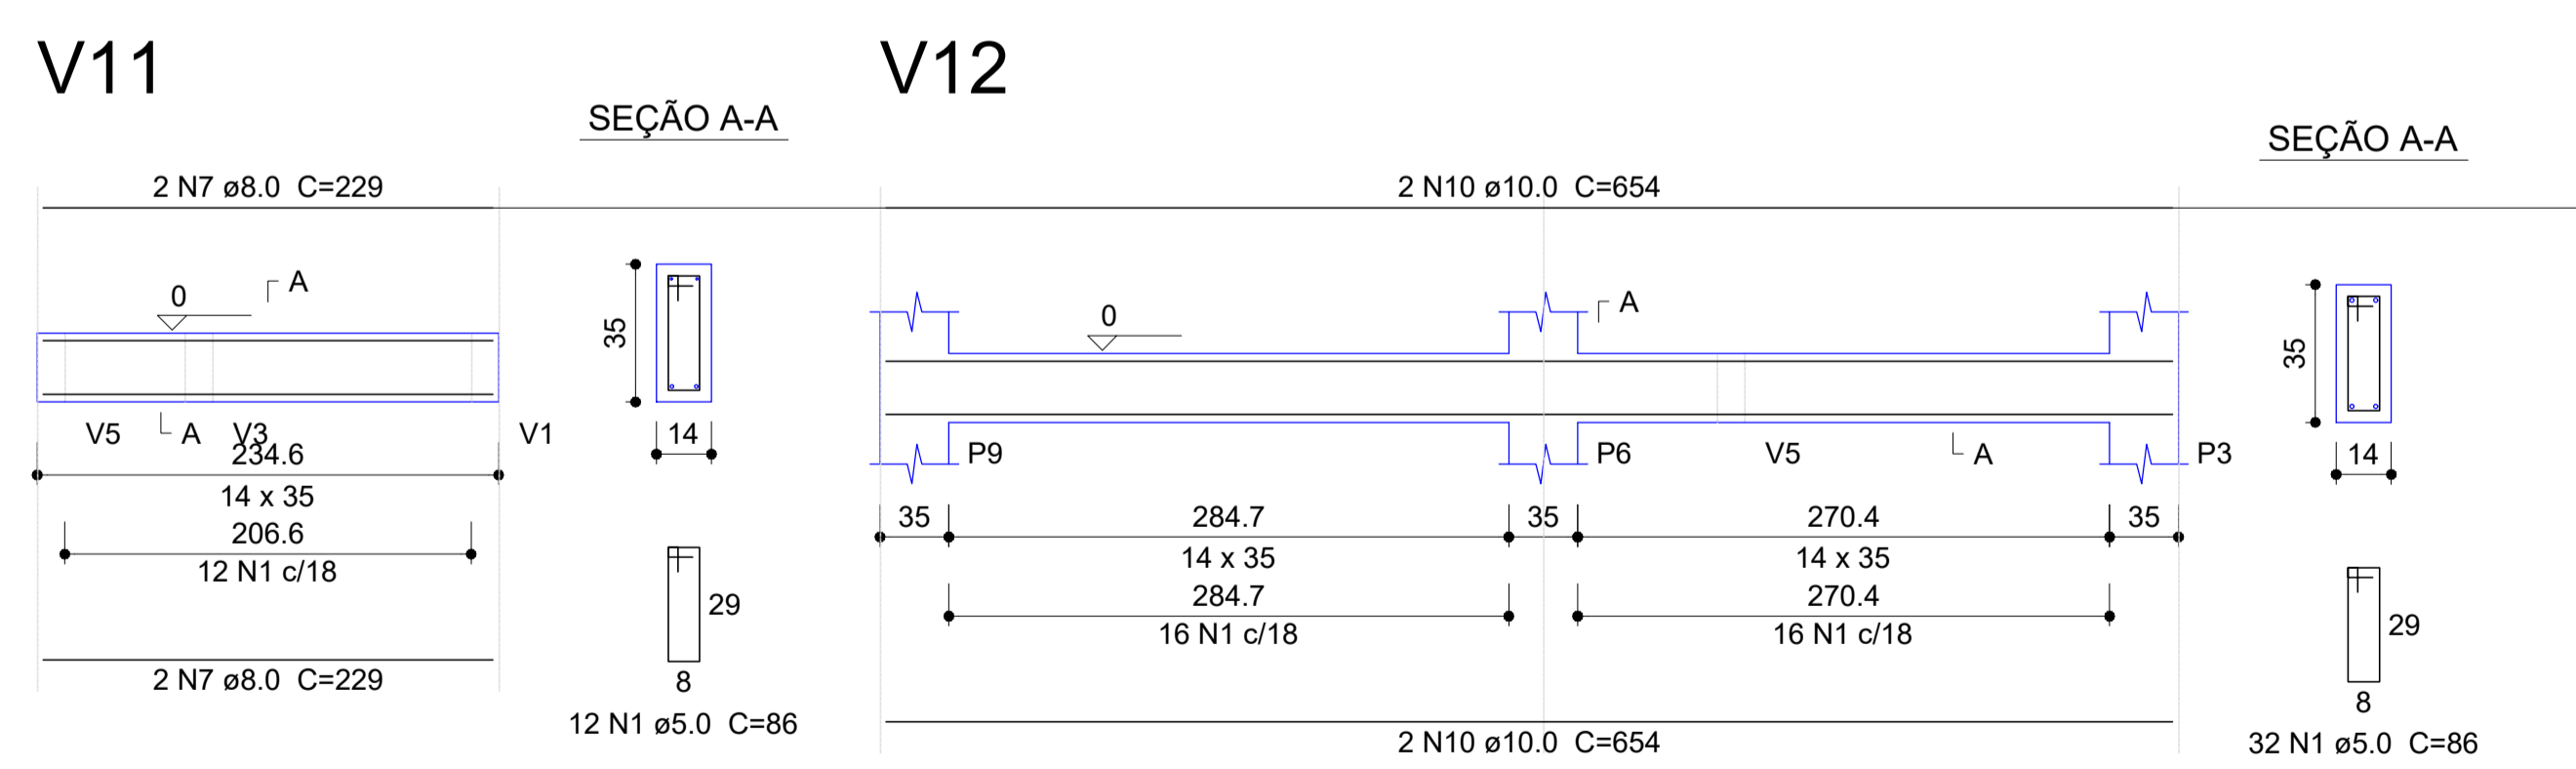 V11
SEÇÃO A-A
2 N7 ø8.0 C=229
A
0
35
V5
A
V3
V1
14
234.6
14 x 35
206.6
12 N1 c/18
29
8
2 N7 ø8.0 C=229
12 N1 ø5.0 C=86
V12
SEÇÃO A-A
2 N10 ø10.0 C=654
A
0
35
P9
P6
V5
A
P3
14
35
284.7
35
270.4
35
14 x 35
14 x 35
284.7
270.4
16 N1 c/18
16 N1 c/18
29
8
2 N10 ø10.0 C=654
32 N1 ø5.0 C=86